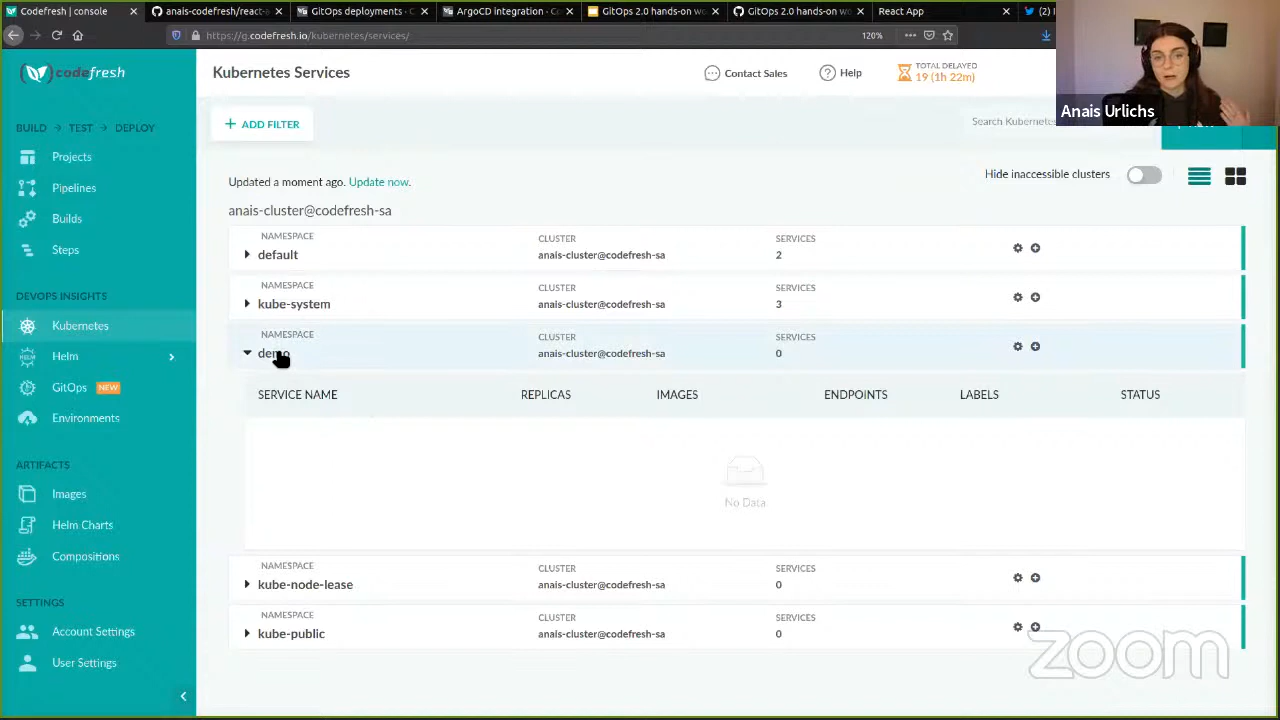 Codefresh | console
anais-codefresh/react-a
GitOps deployments - C
ArgoCD integration - C
GitOps 2.0 hands-on wo
GitOps 2.0 hands-on wo
React App
(2)
https://g.codefresh.io/kubernetes/services/
120%
codefresh
Kubernetes Services
Contact Sales
Help
TOTAL DELAYED
19 (1h 22m)
Anais Urlichs
BUILD → TEST → DEPLOY
Projects
Pipelines
Builds
Steps
DEVOPS INSIGHTS
Kubernetes
HELM
Helm
GitOps
NEW
Environments
ARTIFACTS
Images
Helm Charts
Compositions
SETTINGS
Account Settings
User Settings
+ ADD FILTER
Search Kubernetes
Updated a moment ago. Update now.
Hide inaccessible clusters
anais-cluster@codefresh-sa
NAMESPACE CLUSTER SERVICES
default anais-cluster@codefresh-sa 2
NAMESPACE CLUSTER SERVICES
kube-system anais-cluster@codefresh-sa 3
NAMESPACE CLUSTER SERVICES
demo anais-cluster@codefresh-sa 0
SERVICE NAME REPLICAS IMAGES ENDPOINTS LABELS STATUS
No Data
NAMESPACE CLUSTER SERVICES
kube-node-lease anais-cluster@codefresh-sa 0
NAMESPACE CLUSTER SERVICES
kube-public anais-cluster@codefresh-sa 0
zoom